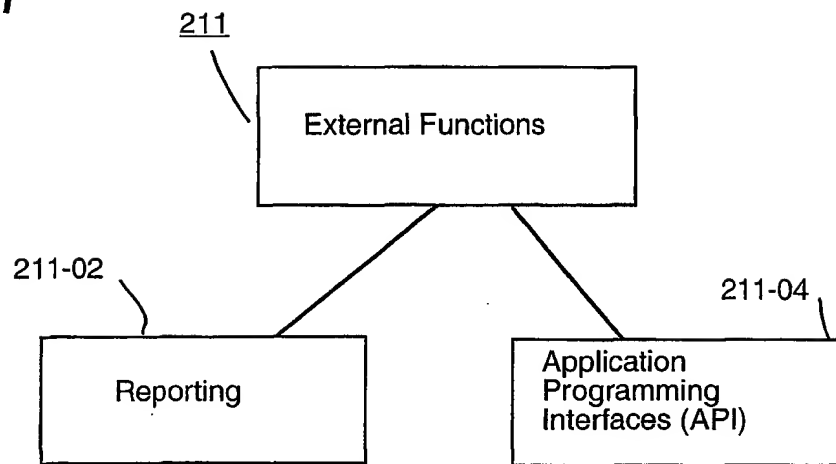 211
External Functions
211-02
211-04
Reporting
Application
Programming
Interfaces (API)